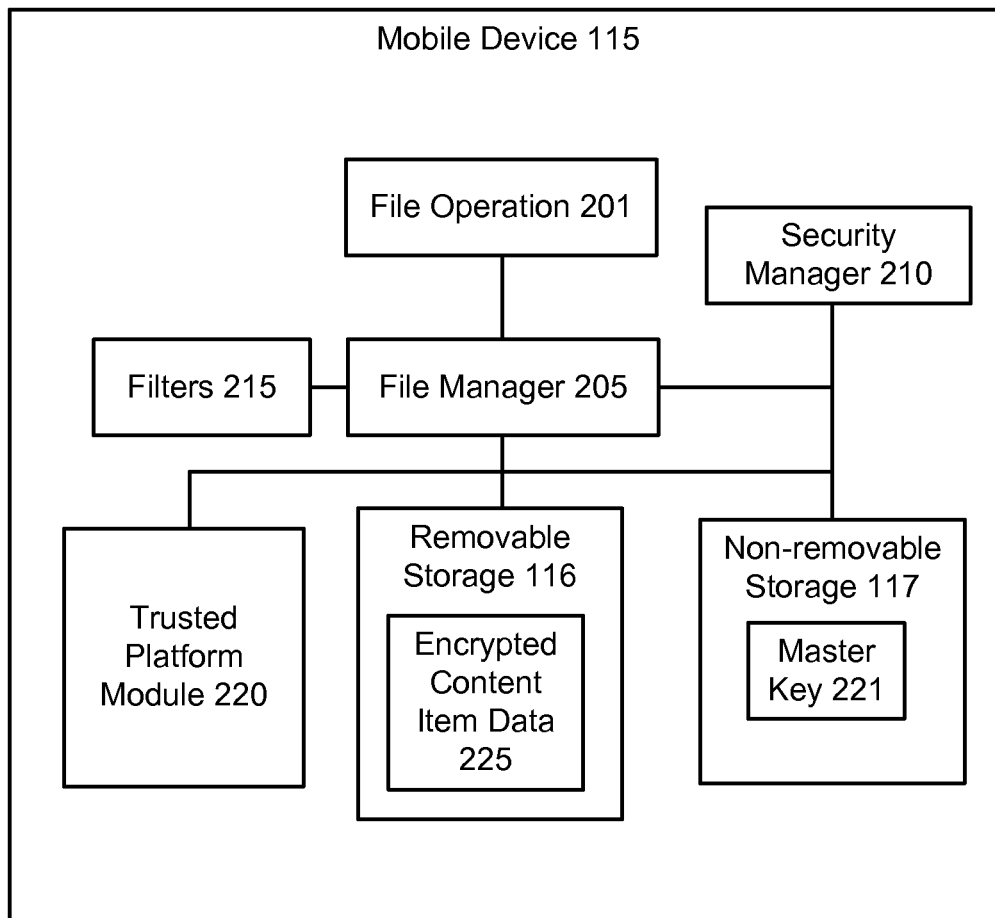 Mobile Device 115
File Operation 201
Security
Manager 210
Filters 215
File Manager 205
Trusted
Platform
Module 220
Removable
Storage 116
Encrypted
Content
Item Data
225
Non-removable
Storage 117
Master
Key 221